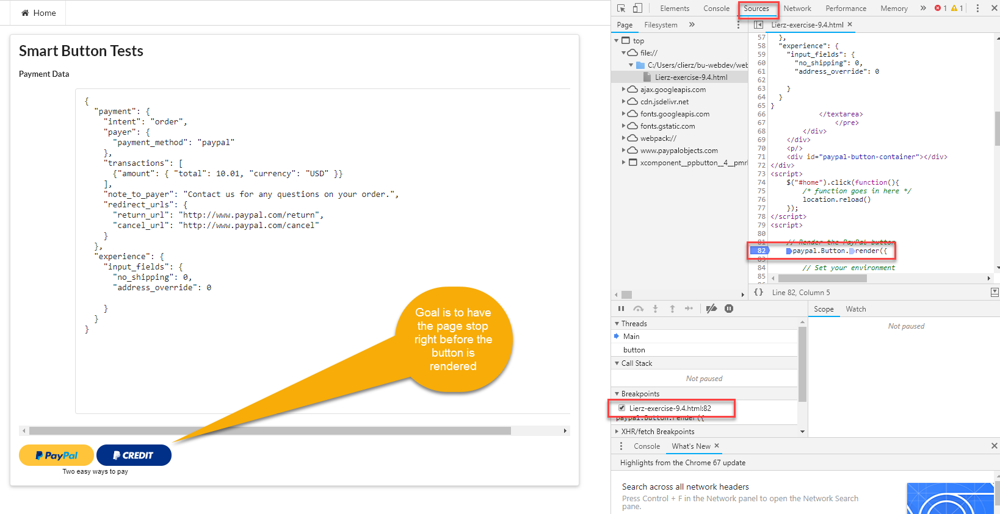 Home
Smart Button Tests
Payment Data
{
"payment": {
"intent": "order",
"payer": {
"payment_method": "paypal"
},
"transactions": [
{"amount": { "total": 10.01, "currency": "USD" }}
],
"note_to_payer": "Contact us for any questions on your order.",
"redirect_urls": {
"return_url": "http://www.paypal.com/return",
"cancel_url": "http://www.paypal.com/cancel"
}
},
"experience": {
"input_fields": {
"no_shipping": 0,
"address_override": 0
}
}
}
Goal is to have
the page stop
right before the
button is
rendered
PayPal CREDIT
Two easy ways to pay
Elements Console Sources Network Performance Memory » 1 1
Page Filesystem »
top
file://
C:/Users/clierz/bu-webdev/web
Lierz-exercise-9.4.html
ajax.googleapis.com
cdn.jsdelivr.net
fonts.googleapis.com
fonts.gstatic.com
webpack://
www.paypalobjects.com
xcomponent__ppbutton__4__pmrl
Lierz-exercise-9.4.html ×
57 },
58 "experience": {
59 "input_fields": {
60 "no_shipping": 0,
61 "address_override": 0
62
63 }
64 }
65 }
66 </textarea>
67 </pre>
68 </div>
69 </div>
70 <p/>
71 <div id="paypal-button-container"></div>
72 </div>
73 <script>
74 $("#home").click(function(){
75 /* function goes in here */
76 location.reload()
77 });
78 </script>
79 <script>
80
81 // Render the PayPal button
82 paypal.Button.render({
83
84 // Set your environment
85
{} Line 82, Column 5
Threads
Main
button
Call Stack
Not paused
Breakpoints
Lierz-exercise-9.4.html:82
paypal.Button.render({
XHR/fetch Breakpoints
Scope Watch
Not paused
Console What's New ×
Highlights from the Chrome 67 update
Search across all network headers
Press Control + F in the Network panel to open the Network Search
pane.